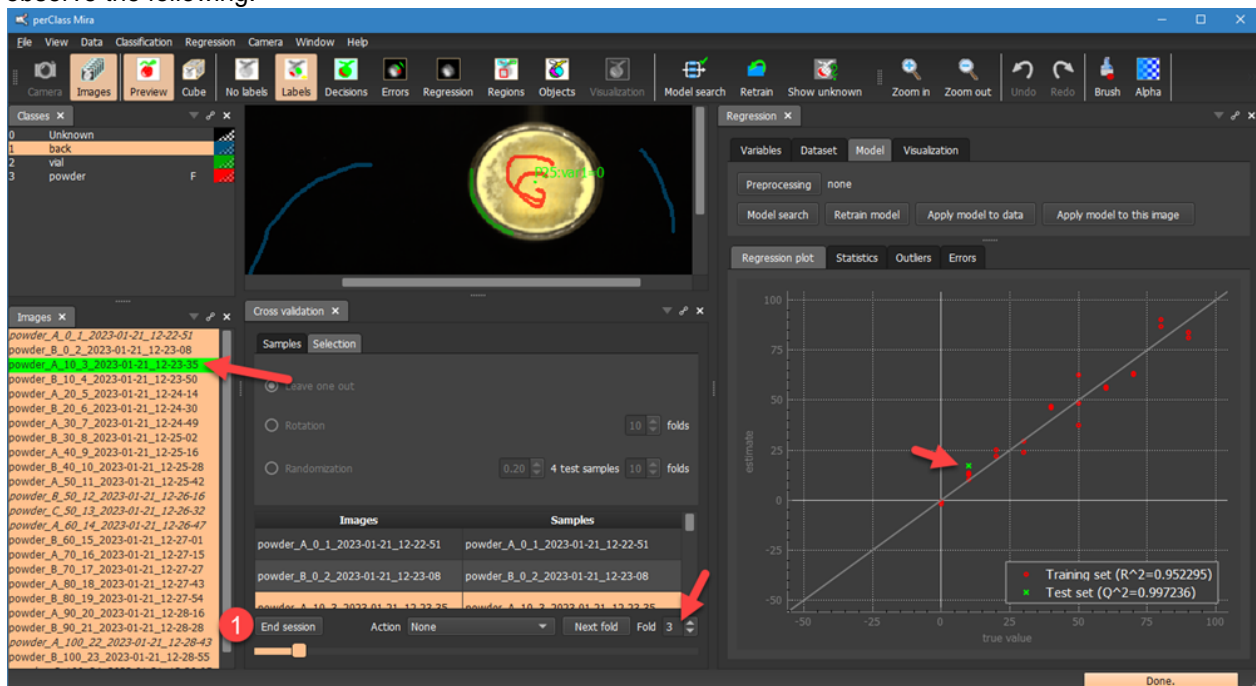 observe the following.
perClass Mira
File View Data Classification Regression Camera Window Help
Camera Images Preview Cube No labels Labels Decisions Errors Regression Regions Objects Visualization Model search Retrain Show unknown Zoom in Zoom out Undo Redo Brush Alpha
Classes
0 Unknown
1 back
2 vial
3 powder F
P25:var1=0
Images
powder_A_0_1_2023-01-21_12-22-51
powder_B_0_2_2023-01-21_12-23-08
powder_A_10_3_2023-01-21_12-23-35
powder_B_10_4_2023-01-21_12-23-50
powder_A_20_5_2023-01-21_12-24-14
powder_B_20_6_2023-01-21_12-24-30
powder_A_30_7_2023-01-21_12-24-49
powder_B_30_8_2023-01-21_12-25-02
powder_A_40_9_2023-01-21_12-25-16
powder_B_40_10_2023-01-21_12-25-28
powder_A_50_11_2023-01-21_12-25-42
powder_B_50_12_2023-01-21_12-26-16
powder_C_50_13_2023-01-21_12-26-32
powder_A_60_14_2023-01-21_12-26-47
powder_B_60_15_2023-01-21_12-27-01
powder_A_70_16_2023-01-21_12-27-15
powder_B_70_17_2023-01-21_12-27-27
powder_A_80_18_2023-01-21_12-27-43
powder_B_80_19_2023-01-21_12-27-54
powder_A_90_20_2023-01-21_12-28-16
powder_B_90_21_2023-01-21_12-28-28
powder_A_100_22_2023-01-21_12-28-43
powder_B_100_23_2023-01-21_12-28-55
Cross validation
Samples Selection
Leave one out
Rotation 10 folds
Randomization 0.20 4 test samples 10 folds
Images Samples
powder_A_0_1_2023-01-21_12-22-51 powder_A_0_1_2023-01-21_12-22-51
powder_B_0_2_2023-01-21_12-23-08 powder_B_0_2_2023-01-21_12-23-08
powder_A_10_3_2023-01-21_12-23-35 powder_A_10_3_2023-01-21_12-23-35
1 End session Action None Next fold Fold 3
Regression
Variables Dataset Model Visualization
Preprocessing none
Model search Retrain model Apply model to data Apply model to this image
Regression plot Statistics Outliers Errors
100
75
50
25
0
-25
-50
estimate
Training set (R^2=0.952295)
Test set (Q^2=0.997236)
-50 -25 0 25 50 75 100
true value
Done.